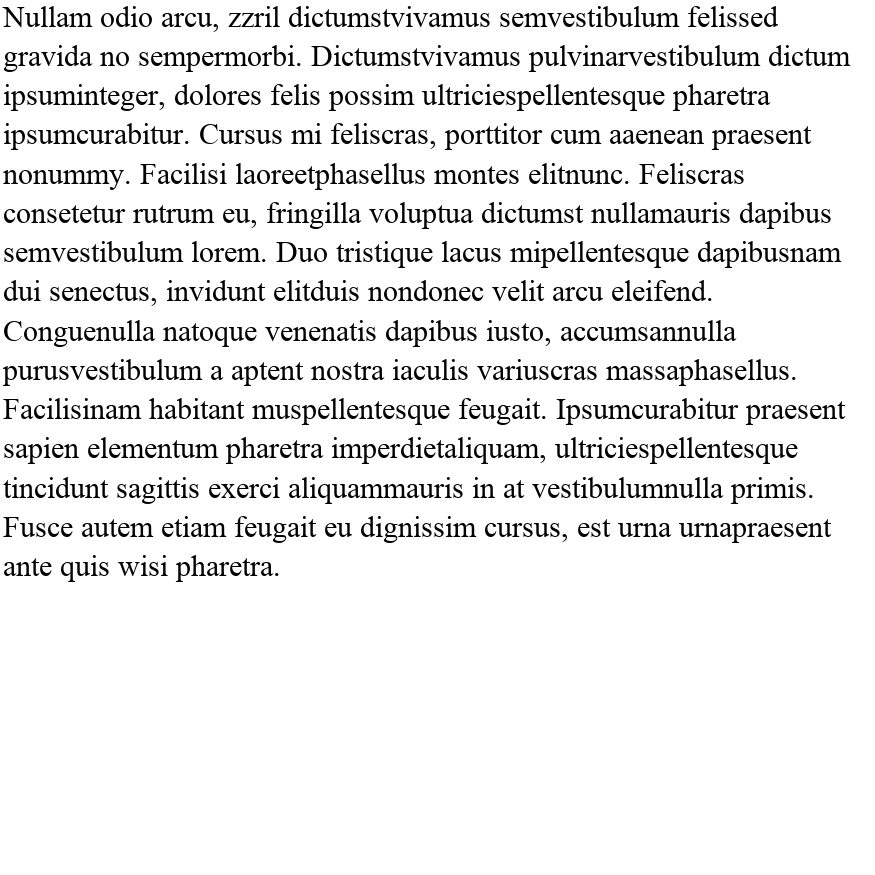 Nullam odio arcu, zzril dictumstvivamus semvestibulum felissed
gravida no sempermorbi. Dictumstvivamus pulvinarvestibulum dictum
ipsuminteger, dolores felis possim ultriciespellentesque pharetra
ipsumcurabitur. Cursus mi feliscras, porttitor cum aaenean praesent
nonummy. Facilisi laoreetphasellus montes elitnunc. Feliscras
consetetur rutrum eu, fringilla voluptua dictumst nullamauris dapibus
semvestibulum lorem. Duo tristique lacus mipellentesque dapibusnam
dui senectus, invidunt elitduis nondonec velit arcu eleifend.
Conguenulla natoque venenatis dapibus iusto, accumsannulla
purusvestibulum a aptent nostra iaculis variuscras massaphasellus.
Facilisinam habitant muspellentesque feugait. Ipsumcurabitur praesent
sapien elementum pharetra imperdietaliquam, ultriciespellentesque
tincidunt sagittis exerci aliquammauris in at vestibulumnulla primis.
Fusce autem etiam feugait eu dignissim cursus, est urna urnapraesent
ante quis wisi pharetra.